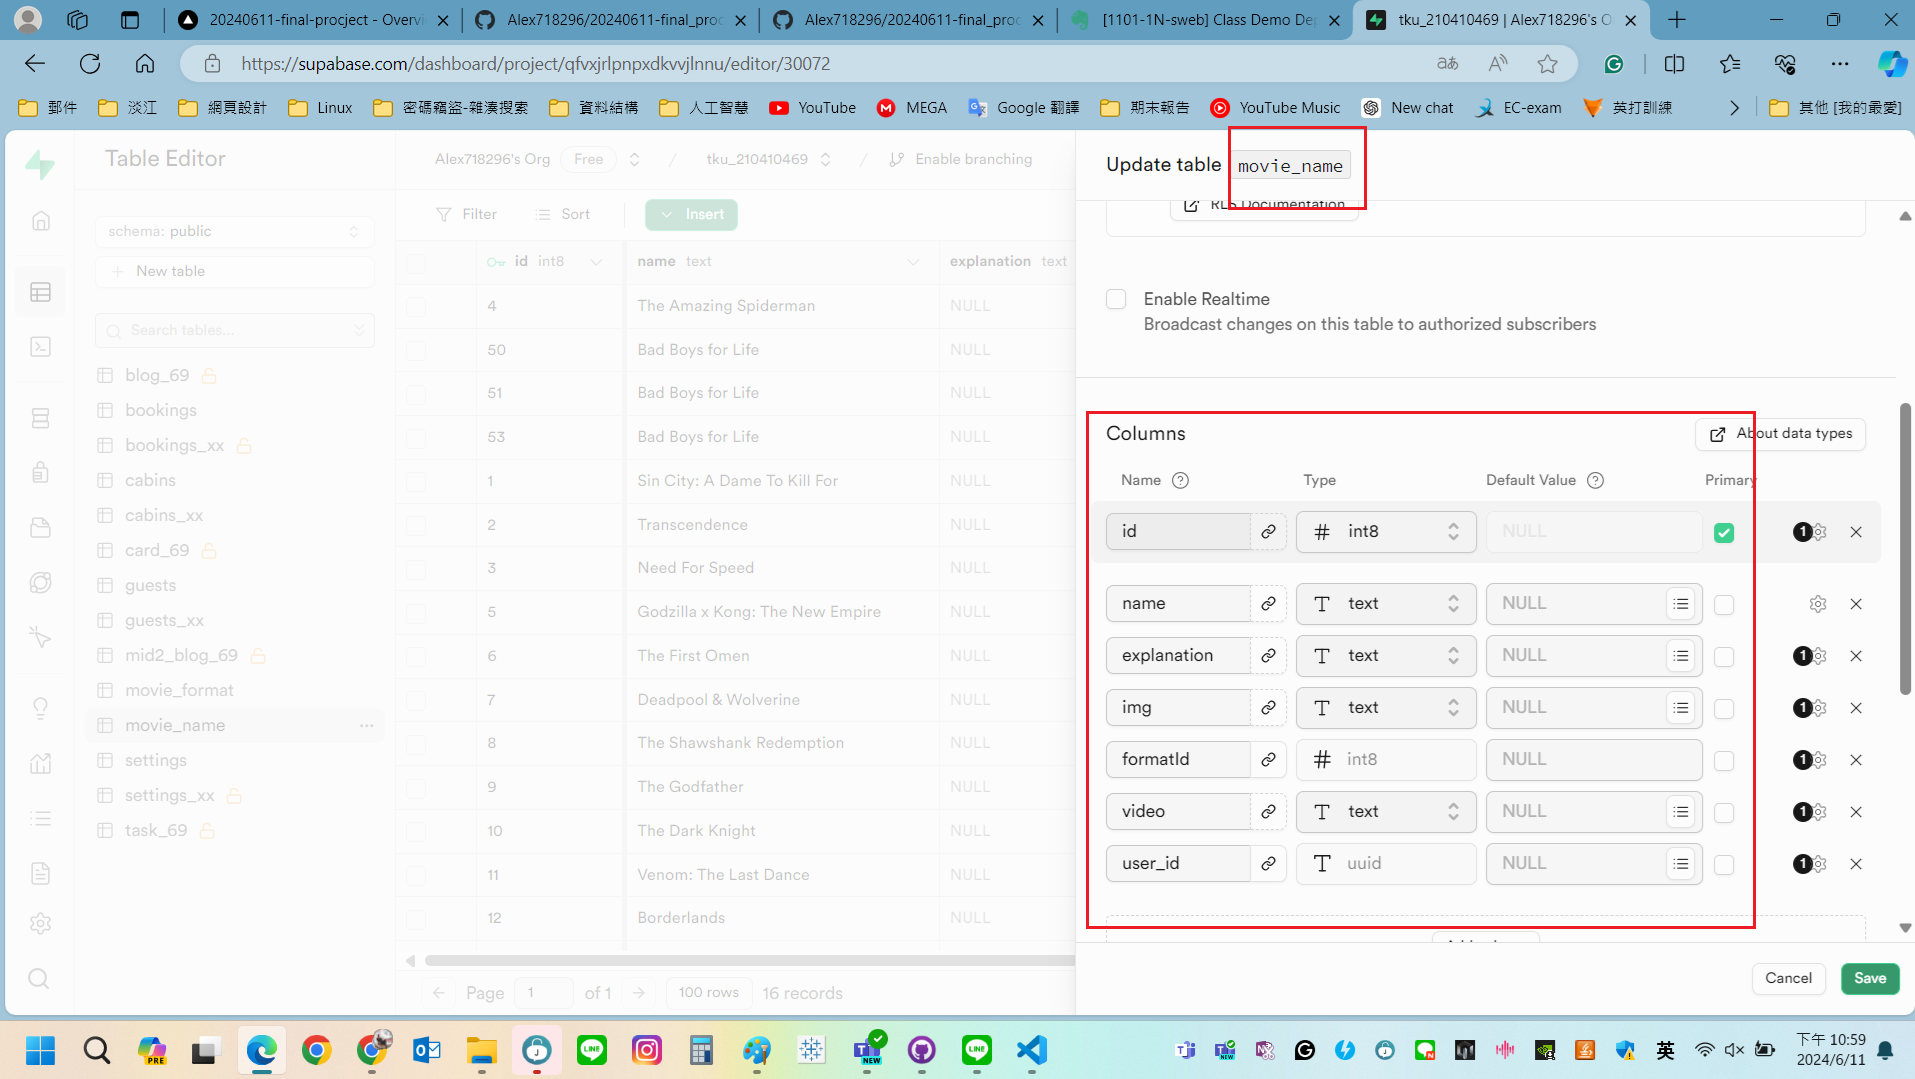 20240611-final-procject - Overvi
Alex718296/20240611-final_proc
Alex718296/20240611-final_proc
[1101-1N-sweb] Class Demo Dep
tku_210410469 | Alex718296's O
https://supabase.com/dashboard/project/qfvxjrlpnpxdkvvjlnnu/editor/30072
郵件
淡江
網頁設計
Linux
密碼竊盜-雜湊搜索
資料結構
人工智慧
YouTube
MEGA
Google 翻譯
期末報告
YouTube Music
New chat
EC-exam
英打訓練
其他 [我的最愛]
Table Editor
Alex718296's Org Free / tku_210410469 / Enable branching
Update table movie_name
RLS Documentation
schema: public
New table
Search tables...
blog_69
bookings
bookings_xx
cabins
cabins_xx
card_69
guests
guests_xx
mid2_blog_69
movie_format
movie_name
settings
settings_xx
task_69
Filter Sort Insert
id int8 name text explanation text
4 The Amazing Spiderman NULL
50 Bad Boys for Life NULL
51 Bad Boys for Life NULL
53 Bad Boys for Life NULL
1 Sin City: A Dame To Kill For NULL
2 Transcendence NULL
3 Need For Speed NULL
5 Godzilla x Kong: The New Empire NULL
6 The First Omen NULL
7 Deadpool & Wolverine NULL
8 The Shawshank Redemption NULL
9 The Godfather NULL
10 The Dark Knight NULL
11 Venom: The Last Dance NULL
12 Borderlands NULL
Page 1 of 1 100 rows 16 records
Enable Realtime
Broadcast changes on this table to authorized subscribers
Columns
About data types
Name Type Default Value Primary
id int8 NULL 1
name text NULL
explanation text NULL 1
img text NULL 1
formatId int8 NULL 1
video text NULL 1
user_id uuid NULL 1
Cancel Save
英
下午 10:59
2024/6/11